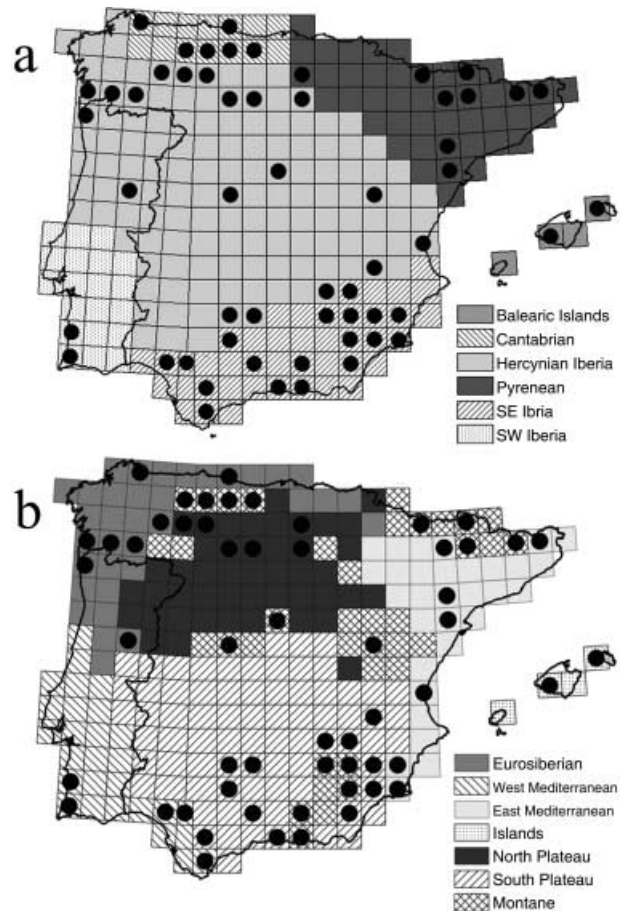 a
Balearic Islands
Cantabrian
Hercynian Iberia
Pyrenean
SE Ibria
SW Iberia
b
Eurosiberian
West Mediterranean
East Mediterranean
Islands
North Plateau
South Plateau
Montane